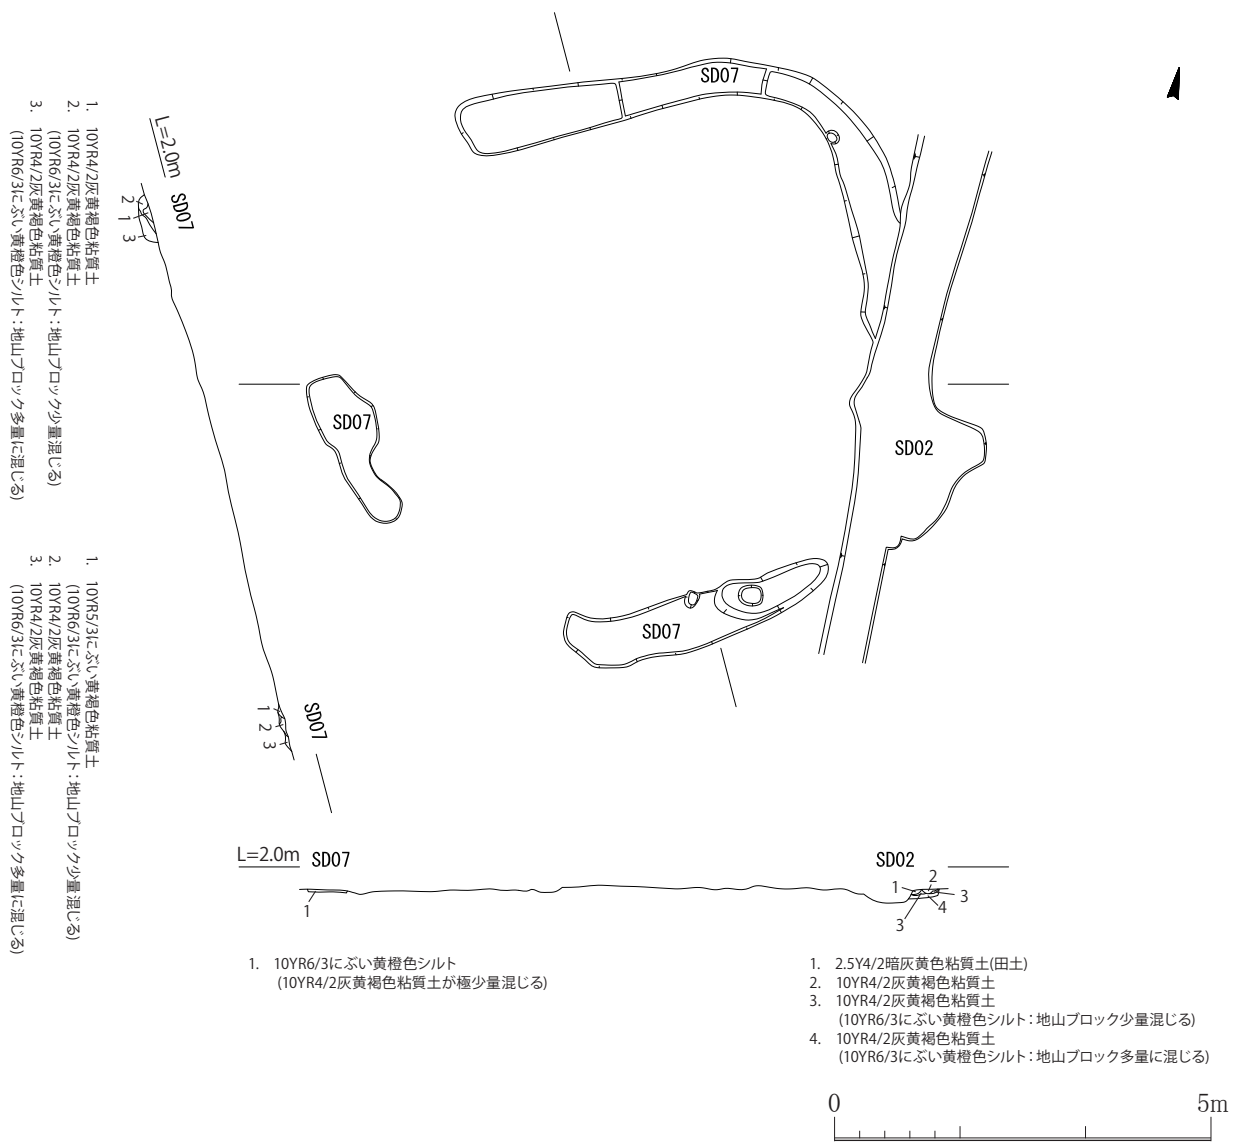 SD07
L=2.0m
SD07
2
1
3
1. 10YR4/2灰黄褐色粘質土
2. 10YR4/2灰黄褐色粘質土
(10YR6/3にぶい黄橙色シルト：地山ブロック少量混じる)
3. 10YR4/2灰黄褐色粘質土
(10YR6/3にぶい黄橙色シルト：地山ブロック多量に混じる)
SD07
SD02
SD07
SD07
1
2
3
1. 10YR5/3にぶい黄褐色粘質土
(10YR6/3にぶい黄橙色シルト：地山ブロック少量混じる)
2. 10YR4/2灰黄褐色粘質土
3. 10YR4/2灰黄褐色粘質土
(10YR6/3にぶい黄橙色シルト：地山ブロック多量に混じる)
L=2.0m SD07
SD02
1
1
2
3
3
4
1. 10YR6/3にぶい黄橙色シルト
(10YR4/2灰黄褐色粘質土が極少量混じる)
1. 2.5Y4/2暗灰黄色粘質土(田土)
2. 10YR4/2灰黄褐色粘質土
3. 10YR4/2灰黄褐色粘質土
(10YR6/3にぶい黄橙色シルト：地山ブロック少量混じる)
4. 10YR4/2灰黄褐色粘質土
(10YR6/3にぶい黄橙色シルト：地山ブロック多量に混じる)
0 5m